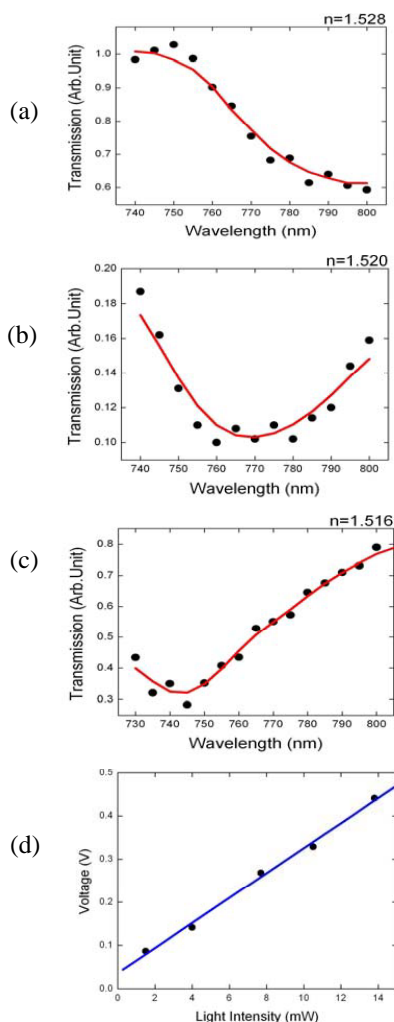 (a)
n=1.528
Transmission (Arb.Unit)
1.0
0.9
0.8
0.7
0.6
740 750 760 770 780 790 800
Wavelength (nm)
(b)
n=1.520
Transmission (Arb.Unit)
0.20
0.18
0.16
0.14
0.12
0.10
740 750 760 770 780 790 800
Wavelength (nm)
(c)
n=1.516
Transmission (Arb.Unit)
0.8
0.7
0.6
0.5
0.4
0.3
730 740 750 760 770 780 790 800
Wavelength (nm)
(d)
Voltage (V)
0.5
0.4
0.3
0.2
0.1
0
0 2 4 6 8 10 12 14
Light Intensity (mW)